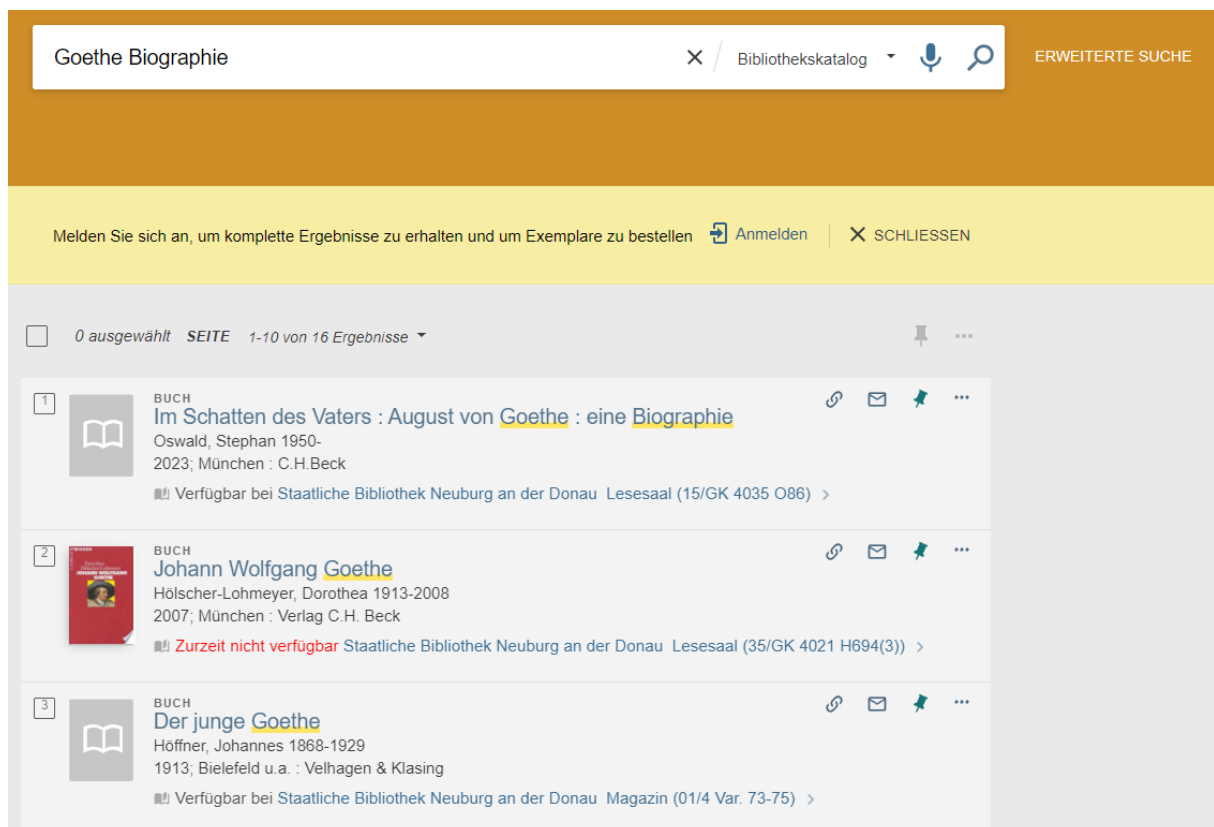 Goethe Biographie
Bibliothekskatalog
ERWEITERTE SUCHE
Melden Sie sich an, um komplette Ergebnisse zu erhalten und um Exemplare zu bestellen Anmelden SCHLIESSEN
0 ausgewählt SEITE 1-10 von 16 Ergebnisse
1
BUCH
Im Schatten des Vaters : August von Goethe : eine Biographie
Oswald, Stephan 1950-
2023; München : C.H.Beck
Verfügbar bei Staatliche Bibliothek Neuburg an der Donau Lesesaal (15/GK 4035 O86)
2
BUCH
Johann Wolfgang Goethe
Hölscher-Lohmeyer, Dorothea 1913-2008
2007; München : Verlag C.H. Beck
Zurzeit nicht verfügbar Staatliche Bibliothek Neuburg an der Donau Lesesaal (35/GK 4021 H694(3))
3
BUCH
Der junge Goethe
Höffner, Johannes 1868-1929
1913; Bielefeld u.a. : Velhagen & Klasing
Verfügbar bei Staatliche Bibliothek Neuburg an der Donau Magazin (01/4 Var. 73-75)